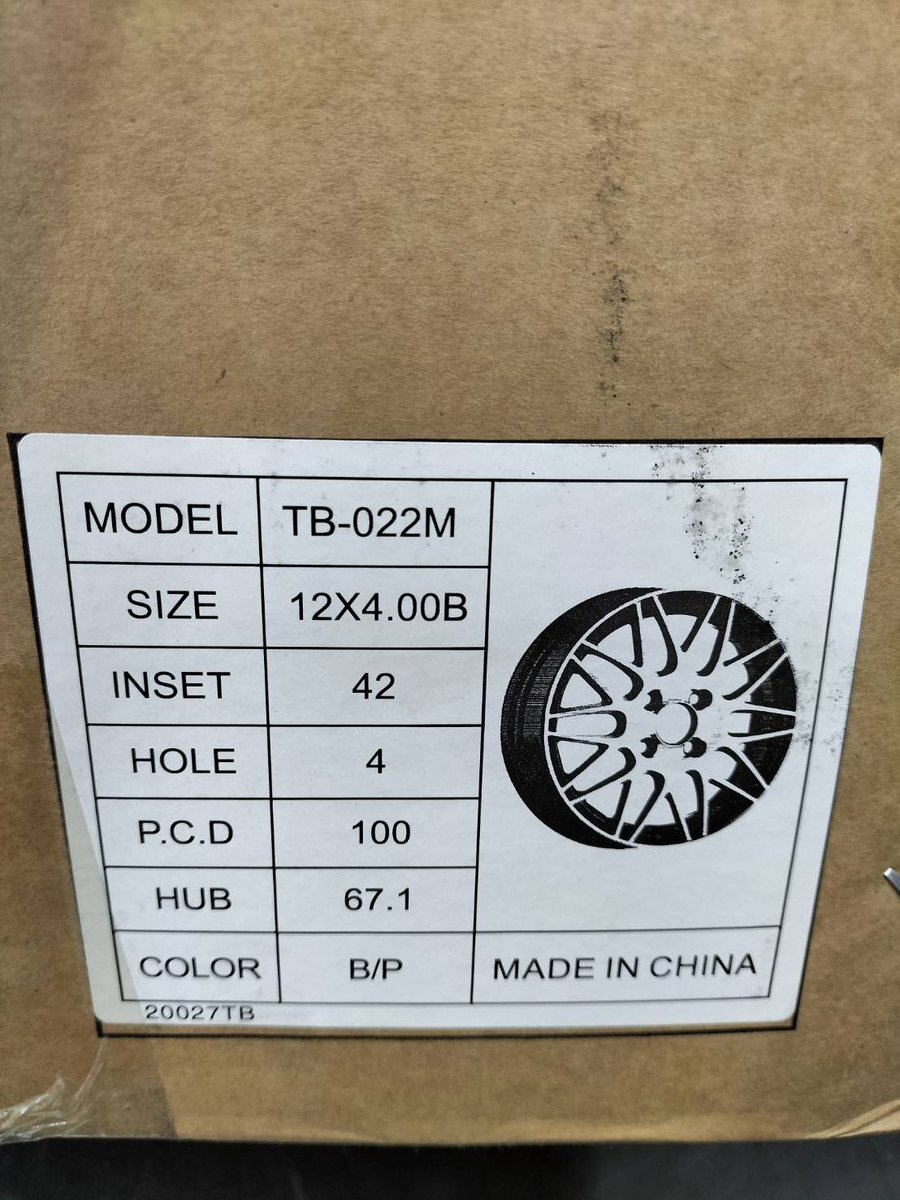 MODEL TB-022M
SIZE 12X4.00B
INSET 42
HOLE 4
P.C.D 100
HUB 67.1
COLOR B/P MADE IN CHINA
20027TB